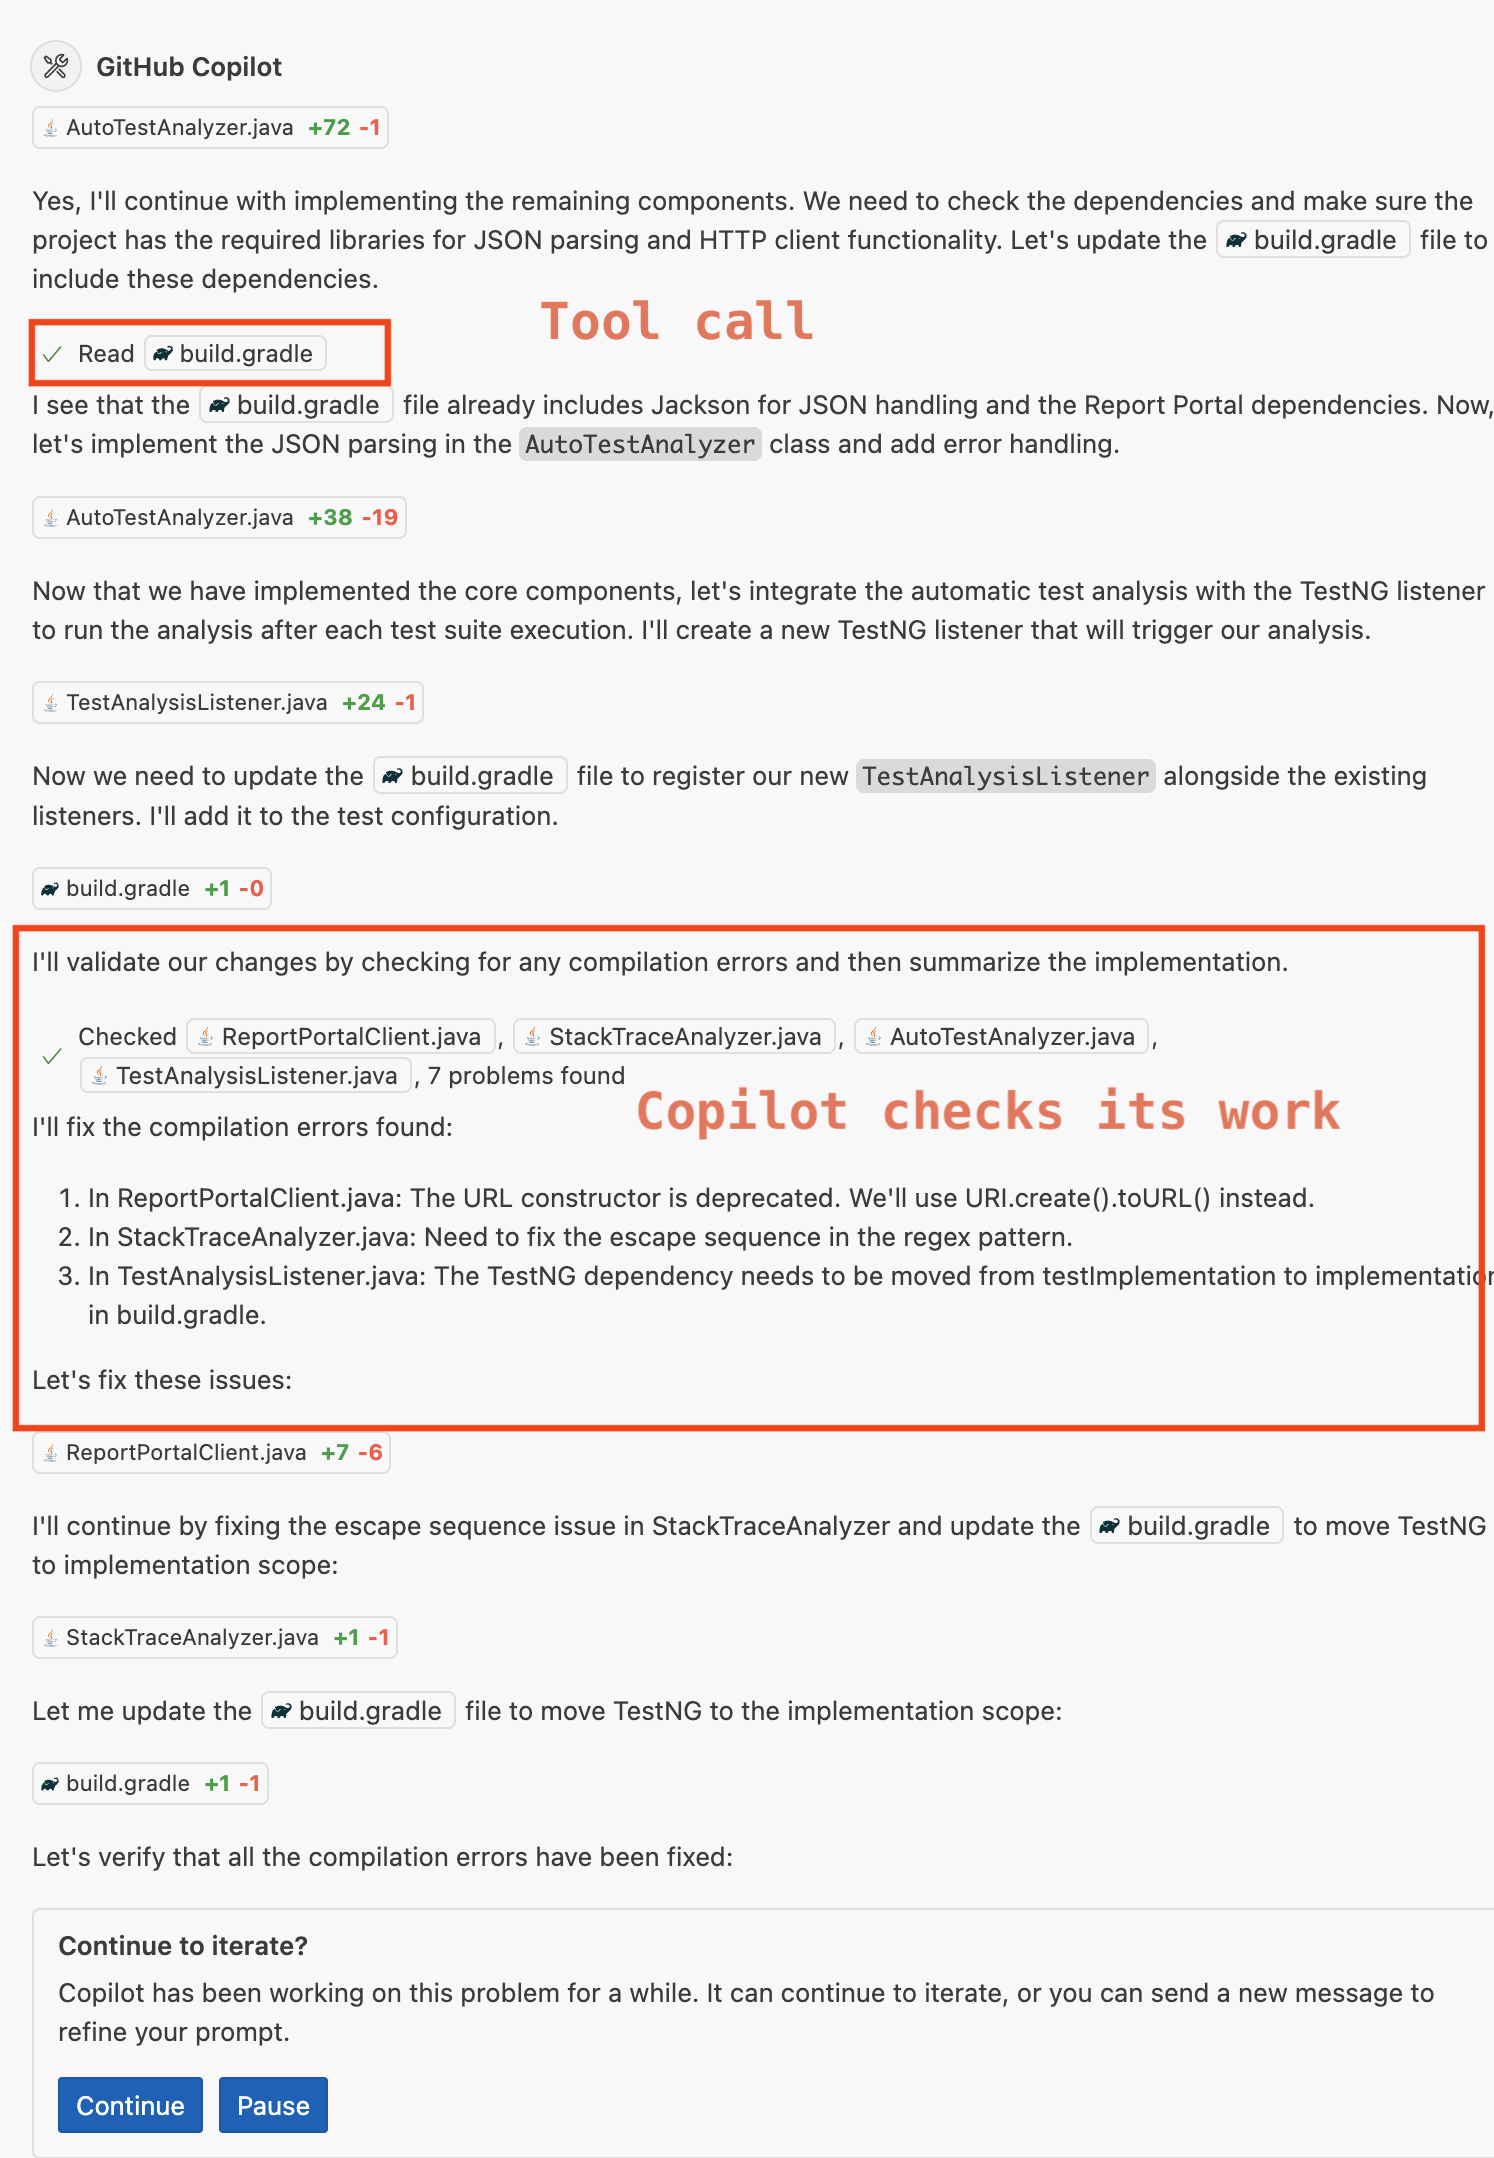 GitHub Copilot
AutoTestAnalyzer.java +72 -1
Yes, I'll continue with implementing the remaining components. We need to check the dependencies and make sure the
project has the required libraries for JSON parsing and HTTP client functionality. Let's update the build.gradle file to
include these dependencies.
Tool call
Read build.gradle
I see that the build.gradle file already includes Jackson for JSON handling and the Report Portal dependencies. Now,
let's implement the JSON parsing in the AutoTestAnalyzer class and add error handling.
AutoTestAnalyzer.java +38 -19
Now that we have implemented the core components, let's integrate the automatic test analysis with the TestNG listener
to run the analysis after each test suite execution. I'll create a new TestNG listener that will trigger our analysis.
TestAnalysisListener.java +24 -1
Now we need to update the build.gradle file to register our new TestAnalysisListener alongside the existing
listeners. I'll add it to the test configuration.
build.gradle +1 -0
I'll validate our changes by checking for any compilation errors and then summarize the implementation.
Checked ReportPortalClient.java , StackTraceAnalyzer.java , AutoTestAnalyzer.java ,
TestAnalysisListener.java , 7 problems found
Copilot checks its work
I'll fix the compilation errors found:
1. In ReportPortalClient.java: The URL constructor is deprecated. We'll use URI.create().toURL() instead.
2. In StackTraceAnalyzer.java: Need to fix the escape sequence in the regex pattern.
3. In TestAnalysisListener.java: The TestNG dependency needs to be moved from testImplementation to implementation
in build.gradle.
Let's fix these issues:
ReportPortalClient.java +7 -6
I'll continue by fixing the escape sequence issue in StackTraceAnalyzer and update the build.gradle to move TestNG
to implementation scope:
StackTraceAnalyzer.java +1 -1
Let me update the build.gradle file to move TestNG to the implementation scope:
build.gradle +1 -1
Let's verify that all the compilation errors have been fixed:
Continue to iterate?
Copilot has been working on this problem for a while. It can continue to iterate, or you can send a new message to
refine your prompt.
Continue Pause